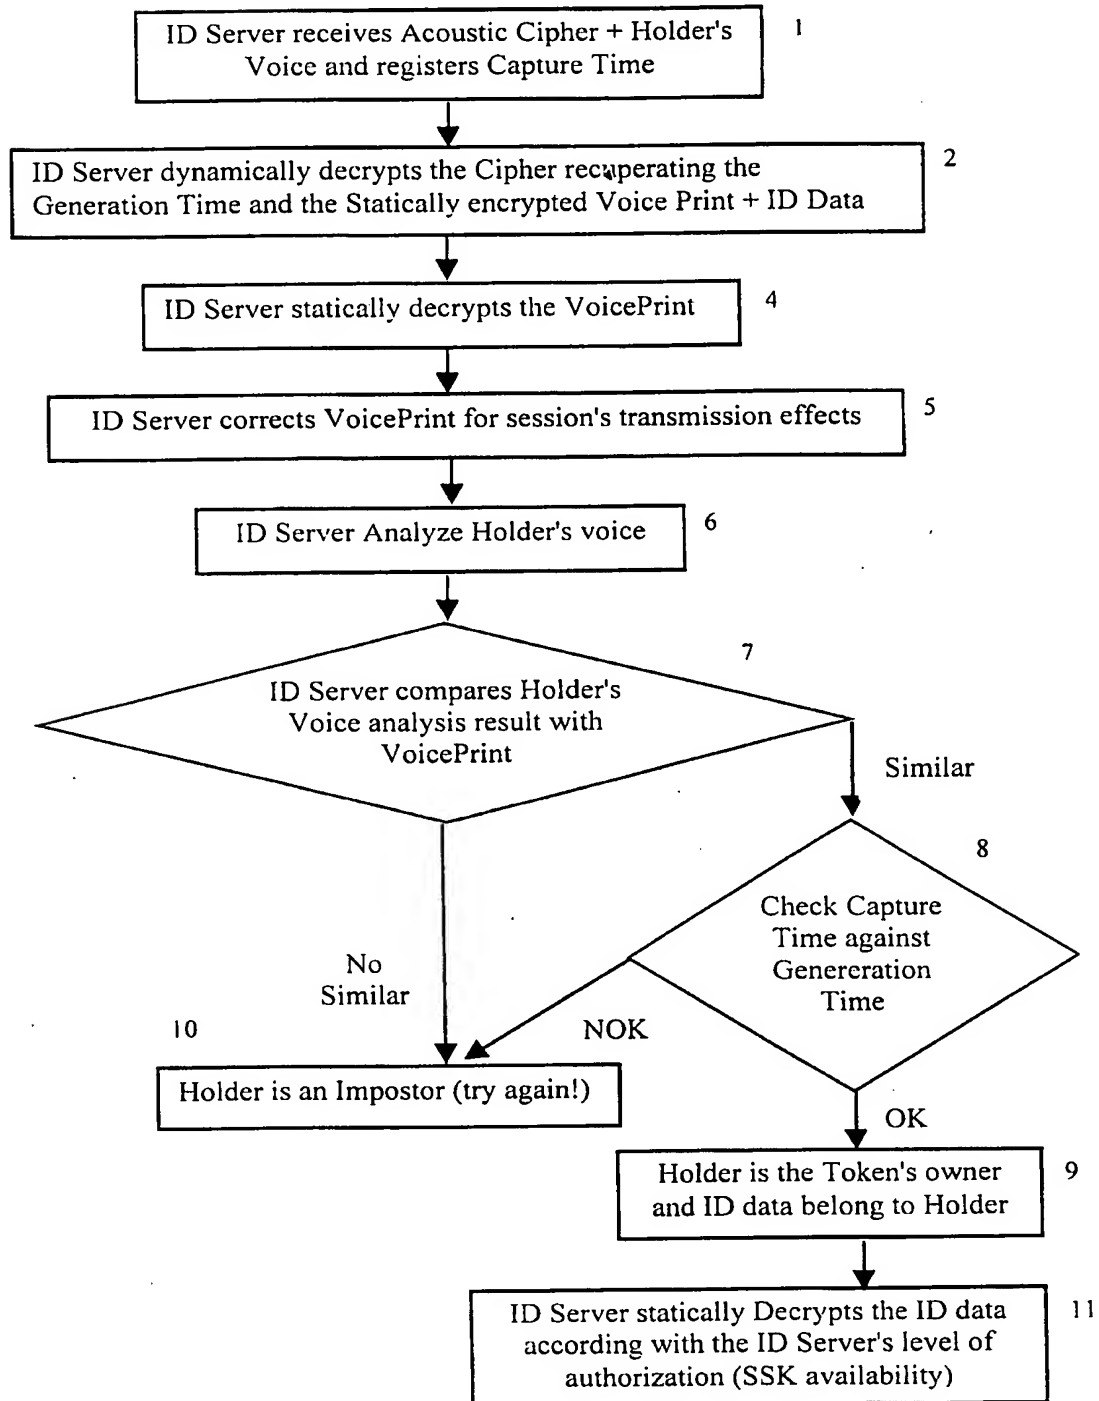 ID Server receives Acoustic Cipher + Holder's
Voice and registers Capture Time
1
ID Server dynamically decrypts the Cipher recuperating the
Generation Time and the Statically encrypted Voice Print + ID Data
2
ID Server statically decrypts the VoicePrint
4
ID Server corrects VoicePrint for session's transmission effects
5
ID Server Analyze Holder's voice
6
ID Server compares Holder's
Voice analysis result with
VoicePrint
7
Similar
Check Capture
Time against
Genereration
Time
8
No
Similar
NOK
10
Holder is an Impostor (try again!)
OK
Holder is the Token's owner
and ID data belong to Holder
9
ID Server statically Decrypts the ID data
according with the ID Server's level of
authorization (SSK availability)
11